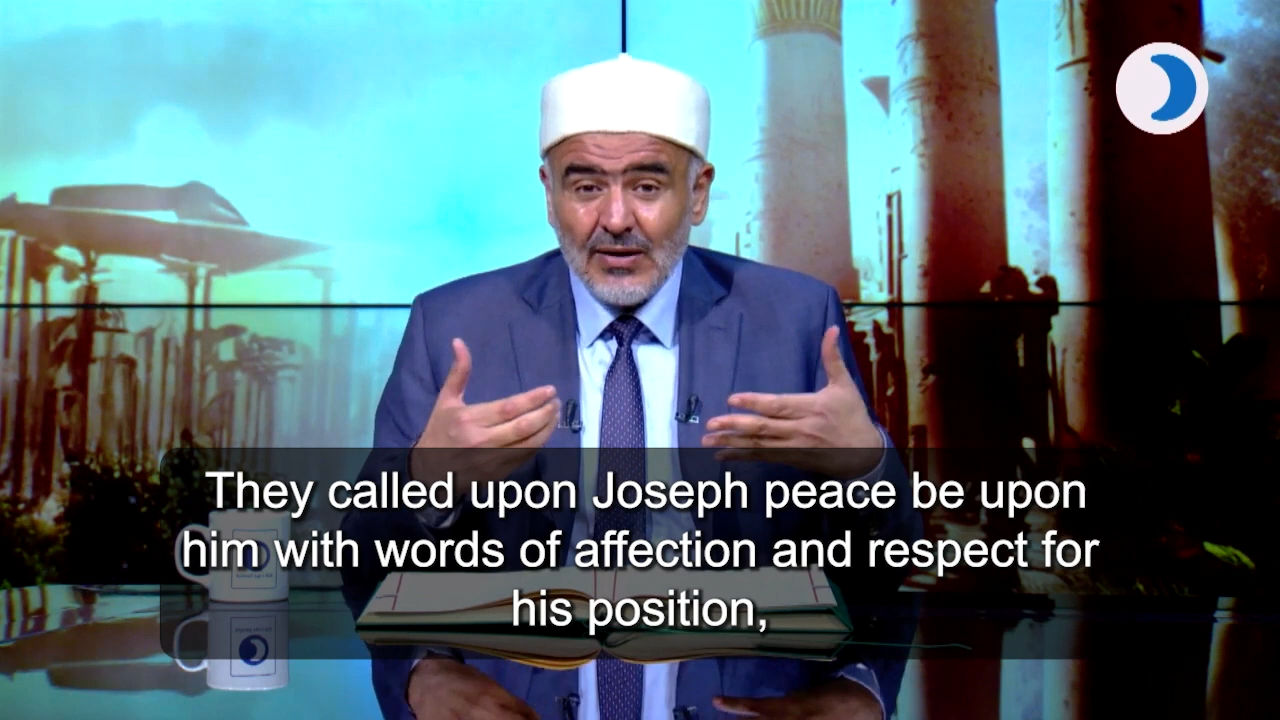 They called upon Joseph peace be upon
him with words of affection and respect for
his position,